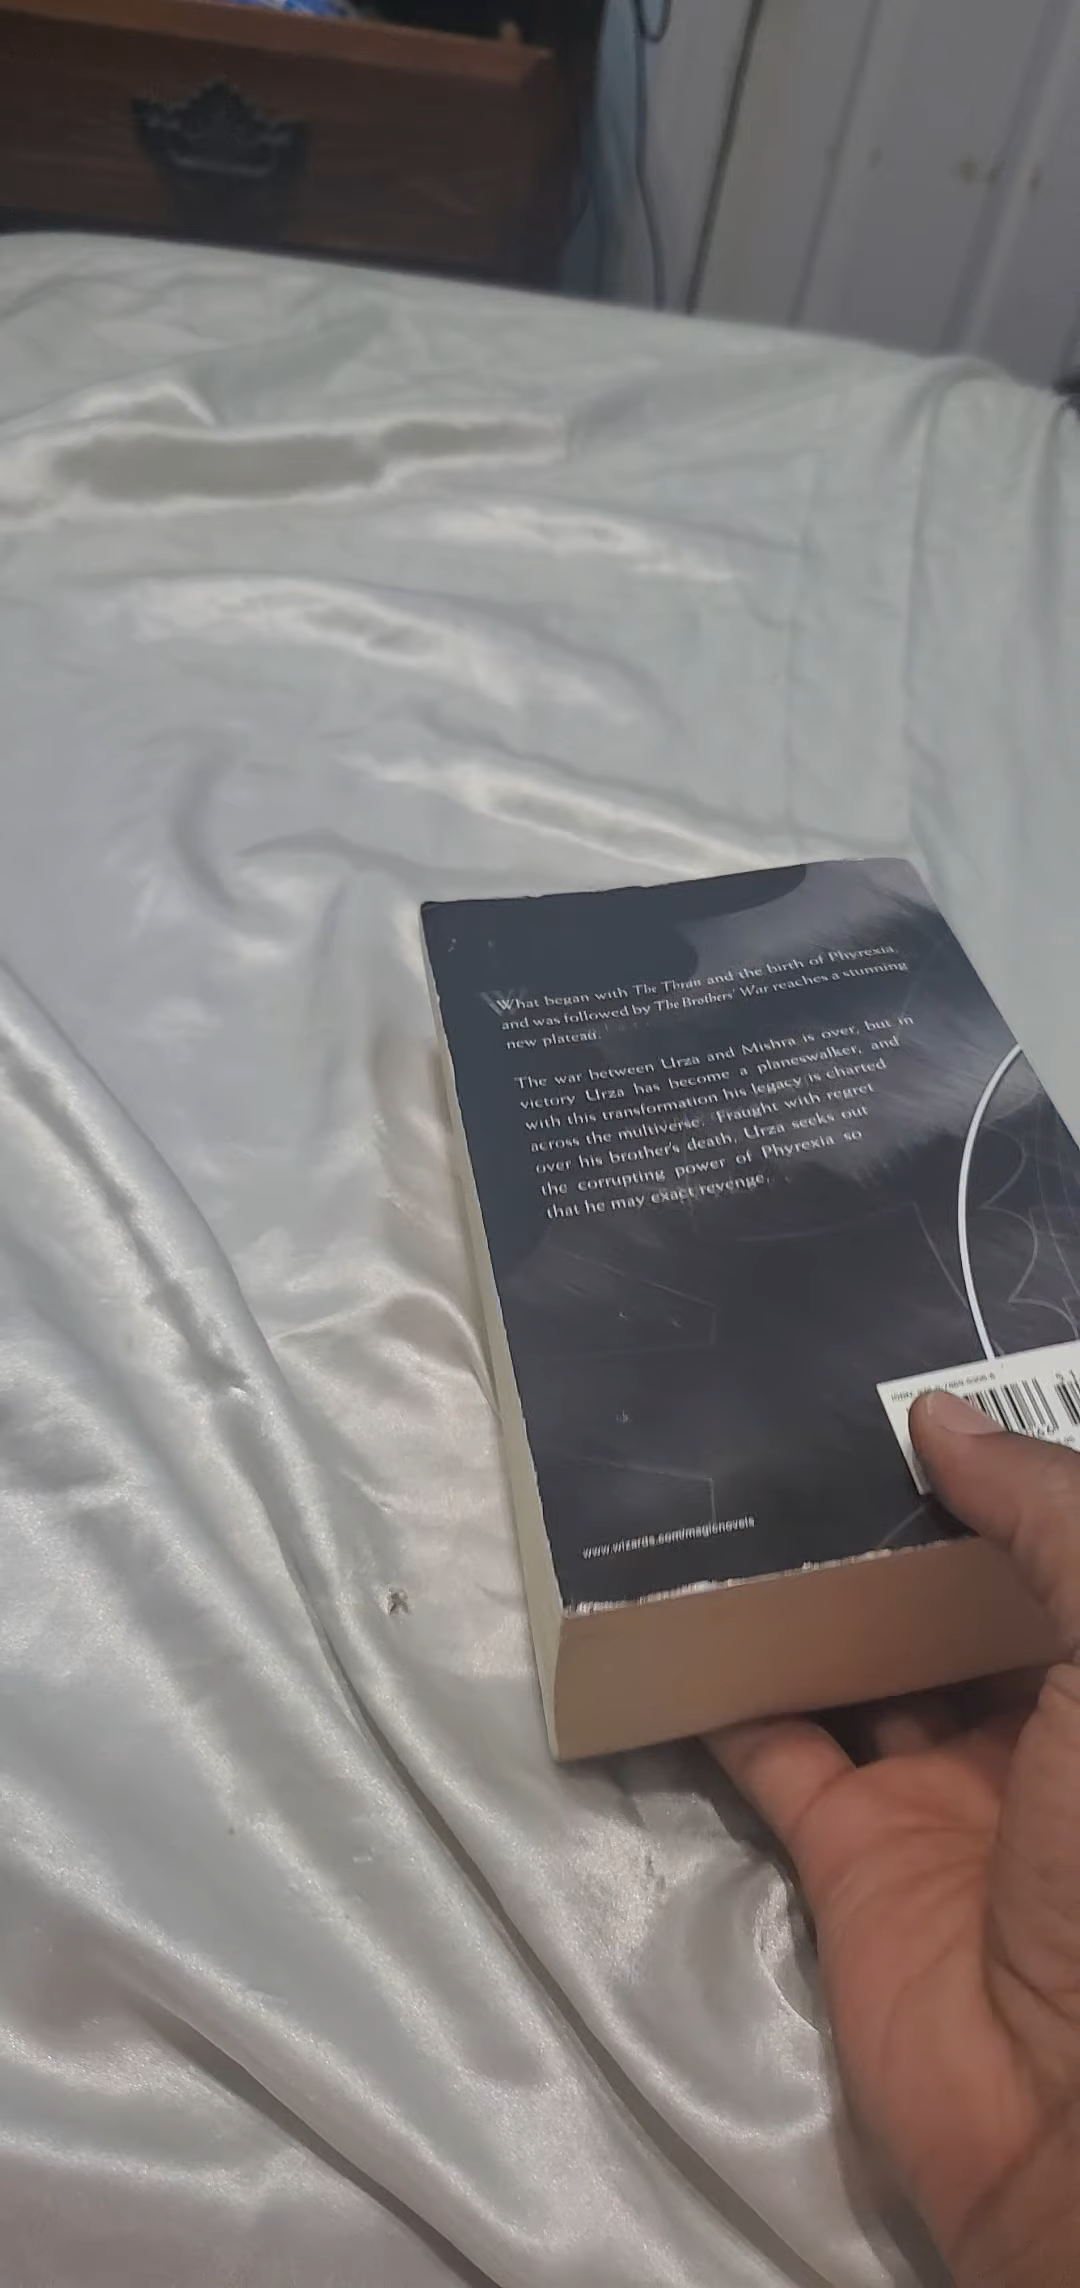 What began with The Thran and the birth of Phyrexia,
and was followed by The Brothers' War reaches a stunning
new plateau.
The war between Urza and Mishra is over, but in
victory Urza has become a planeswalker, and
with this transformation his legacy is charted
across the multiverse. Fraught with regret
over his brother's death, Urza seeks out
the corrupting power of Phyrexia so
that he may exact revenge.
www.wizards.com/magicnovels